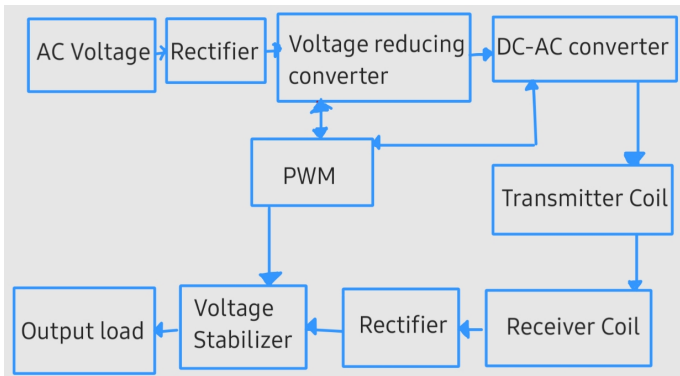 AC Voltage
Rectifier
Voltage reducing
converter
DC-AC converter
PWM
Transmitter Coil
Output load
Voltage
Stabilizer
Rectifier
Receiver Coil